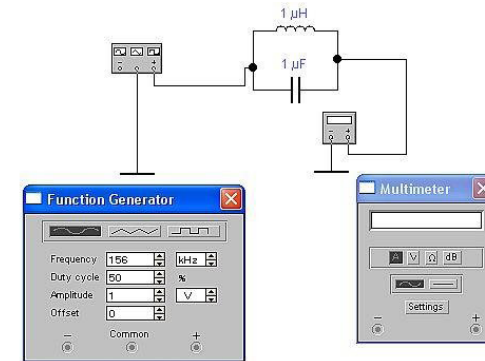 1 μH
1 μF
- +
- +
Function Generator
Frequency 156 kHz
Duty cycle 50 %
Amplitude 1 V
Offset 0
Common
- +
Multimeter
A V Ω dB
Settings
- +